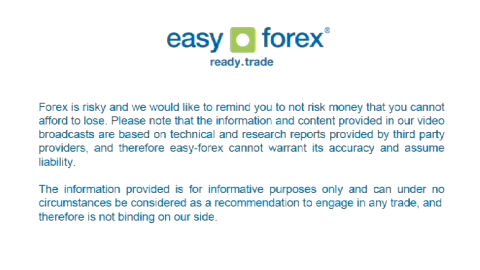 easy forex®
ready.trade
Forex is risky and we would like to remind you to not risk money that you cannot
afford to lose. Please note that the information and content provided in our video
broadcasts are based on technical and research reports provided by third party
providers, and therefore easy-forex cannot warrant its accuracy and assume
liability.
The information provided is for informative purposes only and can under no
circumstances be considered as a recommendation to engage in any trade, and
therefore is not binding on our side.